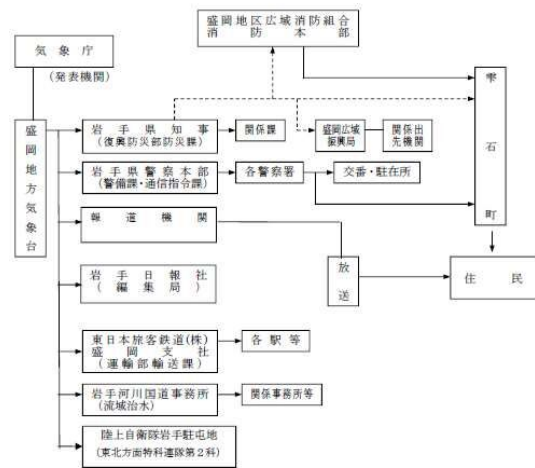 盛岡地区広域消防組合
消防本部
気象庁
(発表機関)
盛岡地方気象台
岩手県知事
(復興防災部防災課)
関係課
盛岡広域
振興局
関係出
先機関
雫石町
岩手県警察本部
(警備課・通信指令課)
各警察署
交番・駐在所
報道機関
放送
住民
岩手日報社
(編集局)
東日本旅客鉄道(株)
盛岡支社
(運輸部輸送課)
各駅等
岩手河川国道事務所
(流域治水)
関係事務所等
陸上自衛隊岩手駐屯地
(東北方面特科連隊第2科)